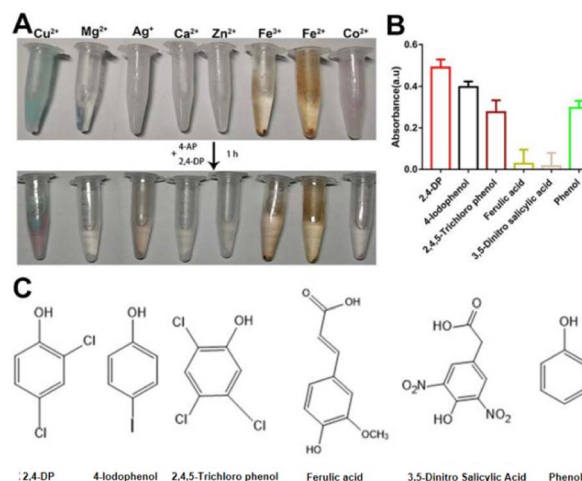 A
Cu²⁺ Mg²⁺ Ag⁺ Ca²⁺ Zn²⁺ Fe³⁺ Fe²⁺ Co²⁺
+ 4-AP
2,4-DP
1 h
B
Absorbance(a.u)
0.6
0.4
0.2
0.0
2.4-DP
4-Iodophenol
2,4,5-Trichloro phenol
Ferulic acid
3,5-Dinitro salicylic acid
Phenol
C
OH
Cl
Cl
OH
I
OH
Cl
Cl
Cl
O
OH
OCH₃
HO
O
HO
O₂N
NO₂
OH
OH
2,4-DP 4-Iodophenol 2,4,5-Trichloro phenol Ferulic acid 3,5-Dinitro Salicylic Acid Phenol